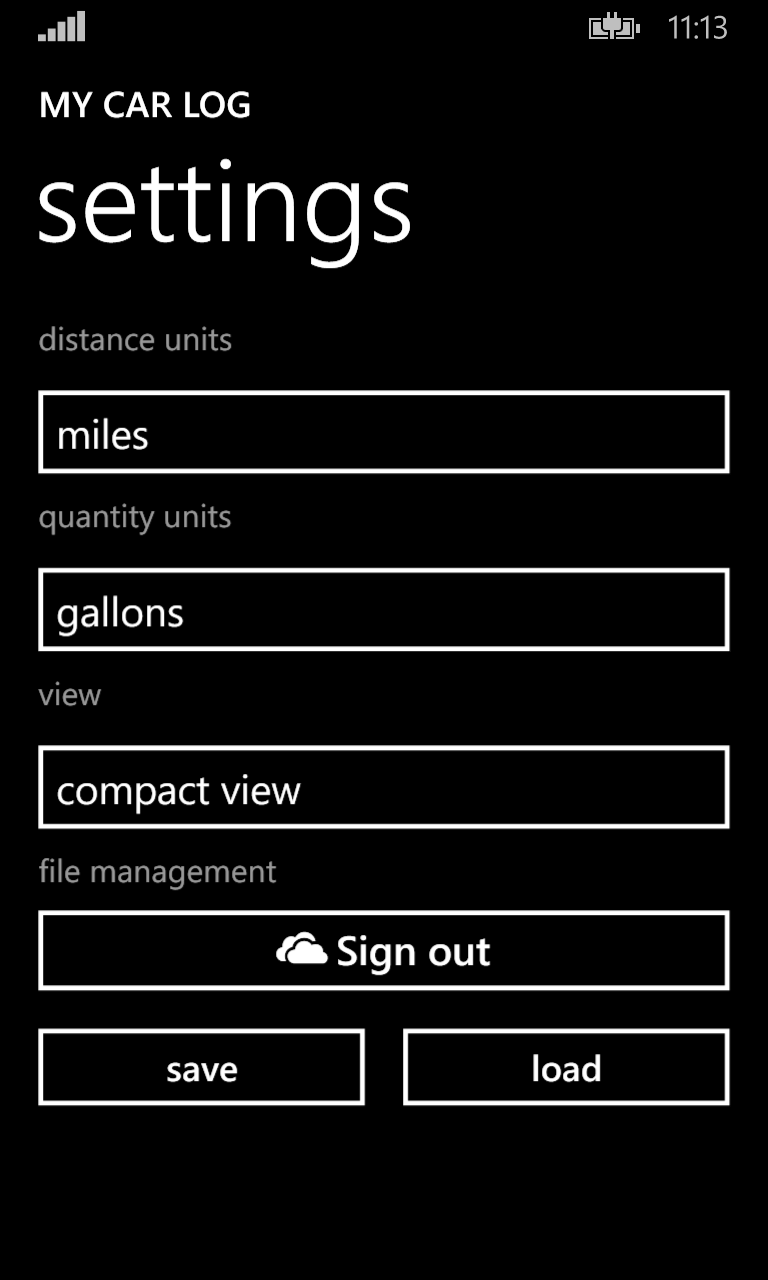 11:13
MY CAR LOG
settings
distance units
miles
quantity units
gallons
view
compact view
file management
Sign out
save
load